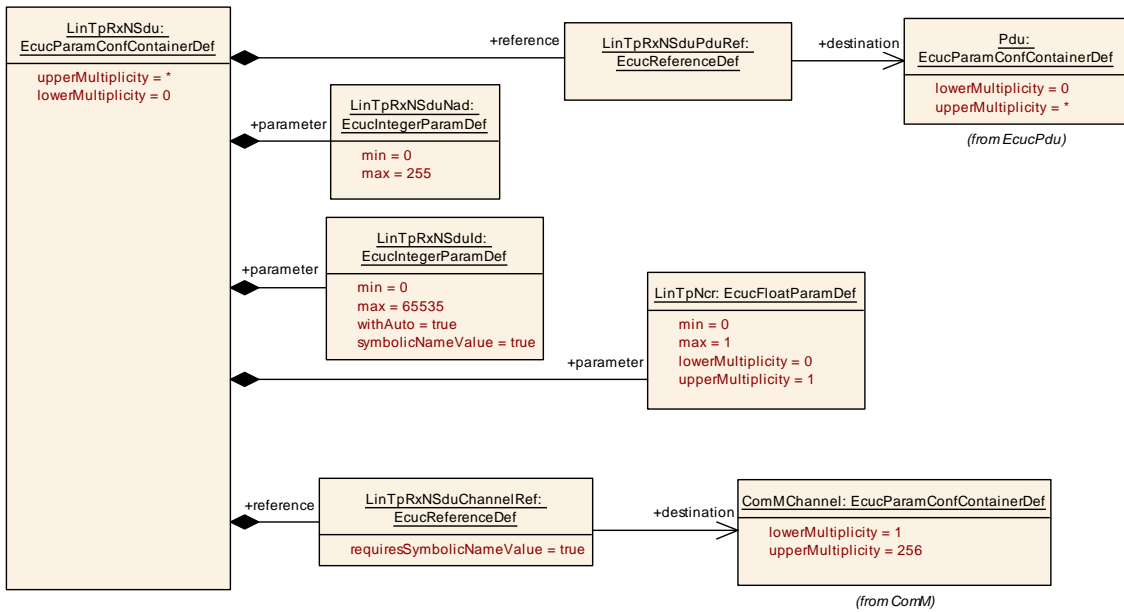 LinTpRxNSdu:
EcucParamConfContainerDef
upperMultiplicity = *
lowerMultiplicity = 0
+reference
LinTpRxNSduPduRef:
EcucReferenceDef
+destination
Pdu:
EcucParamConfContainerDef
lowerMultiplicity = 0
upperMultiplicity = *
(from EcucPdu)
+parameter
LinTpRxNSduNad:
EcucIntegerParamDef
min = 0
max = 255
+parameter
LinTpRxNSduId:
EcucIntegerParamDef
min = 0
max = 65535
withAuto = true
symbolicNameValue = true
+parameter
LinTpNcr: EcucFloatParamDef
min = 0
max = 1
lowerMultiplicity = 0
upperMultiplicity = 1
+reference
LinTpRxNSduChannelRef:
EcucReferenceDef
requiresSymbolicNameValue = true
+destination
ComMChannel: EcucParamConfContainerDef
lowerMultiplicity = 1
upperMultiplicity = 256
(from ComM)